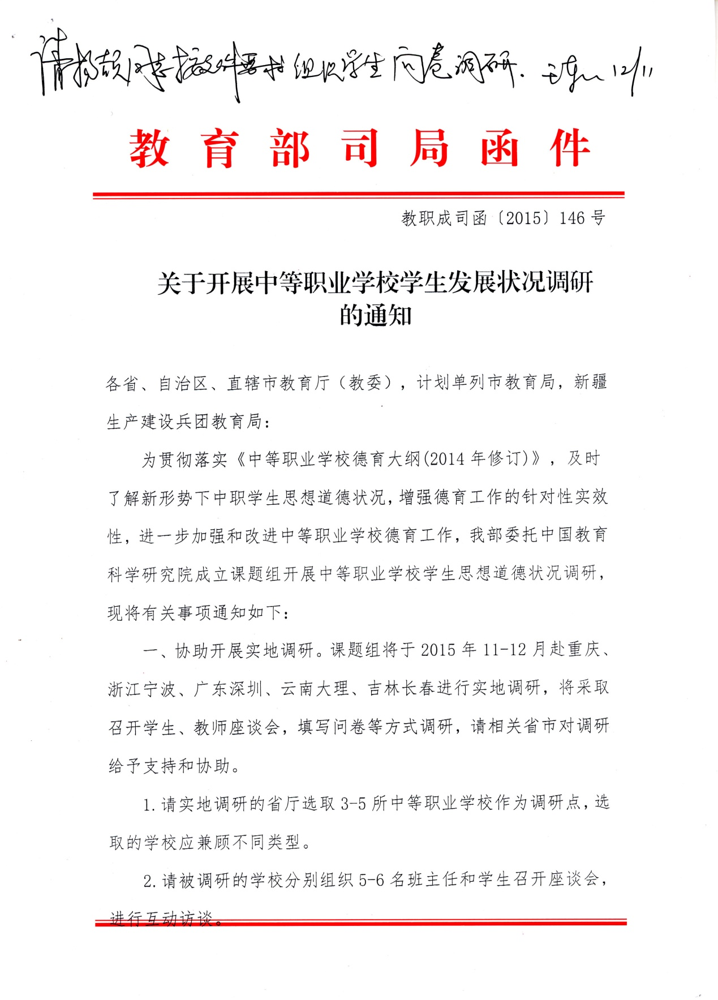 请杨颉同志按文件要求组织学生问卷调研. 12/11
教育部司局函件
教职成司函〔2015〕146号
关于开展中等职业学校学生发展状况调研
的通知
各省、自治区、直辖市教育厅（教委），计划单列市教育局，新疆
生产建设兵团教育局：
为贯彻落实《中等职业学校德育大纲(2014年修订)》，及时
了解新形势下中职学生思想道德状况，增强德育工作的针对性实效
性，进一步加强和改进中等职业学校德育工作，我部委托中国教育
科学研究院成立课题组开展中等职业学校学生思想道德状况调研，
现将有关事项通知如下：
一、协助开展实地调研。课题组将于2015年11-12月赴重庆、
浙江宁波、广东深圳、云南大理、吉林长春进行实地调研，将采取
召开学生、教师座谈会，填写问卷等方式调研，请相关省市对调研
给予支持和协助。
1.请实地调研的省厅选取3-5所中等职业学校作为调研点，选
取的学校应兼顾不同类型。
2.请被调研的学校分别组织5-6名班主任和学生召开座谈会，
进行互动访谈。